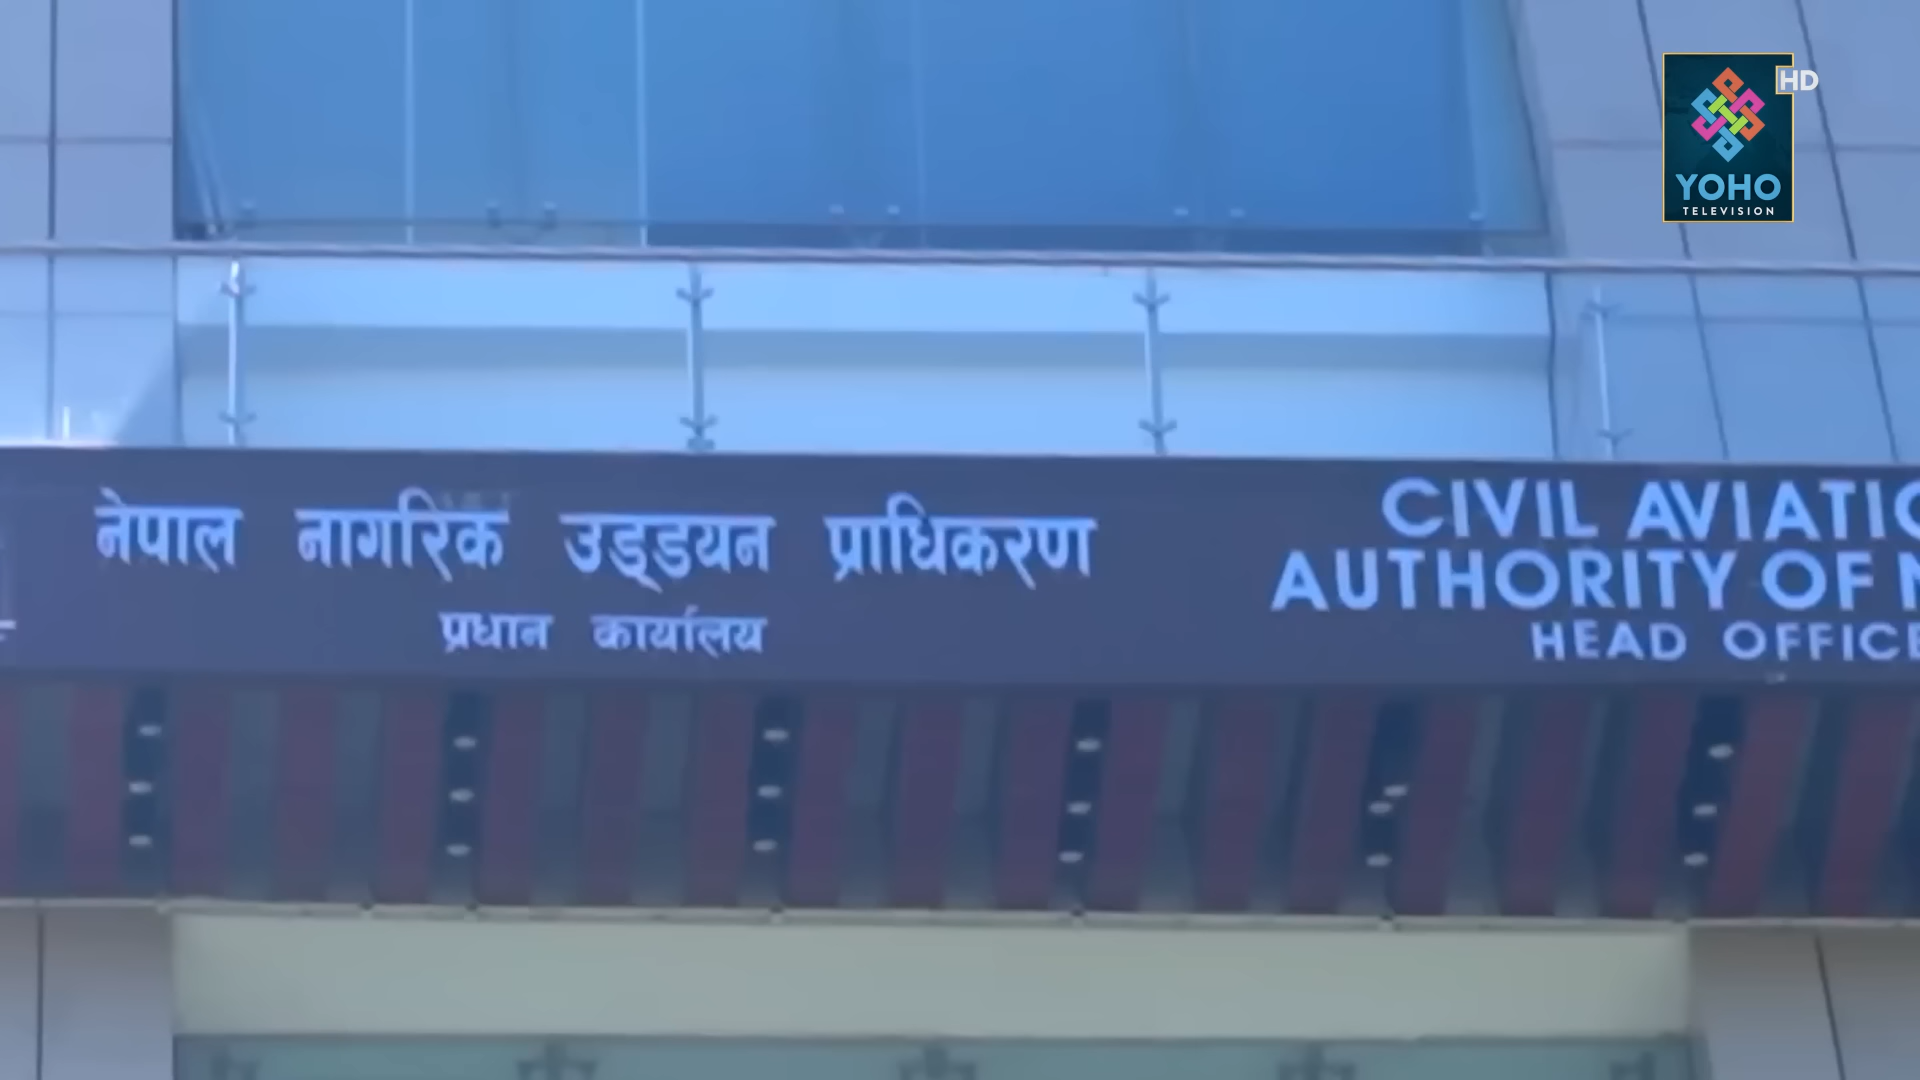 HD
YOHO
TELEVISION
नेपाल नागरिक उड्डयन प्राधिकरण
प्रधान कार्यालय
CIVIL AVIATIO
AUTHORITY OF N
HEAD OFFICE